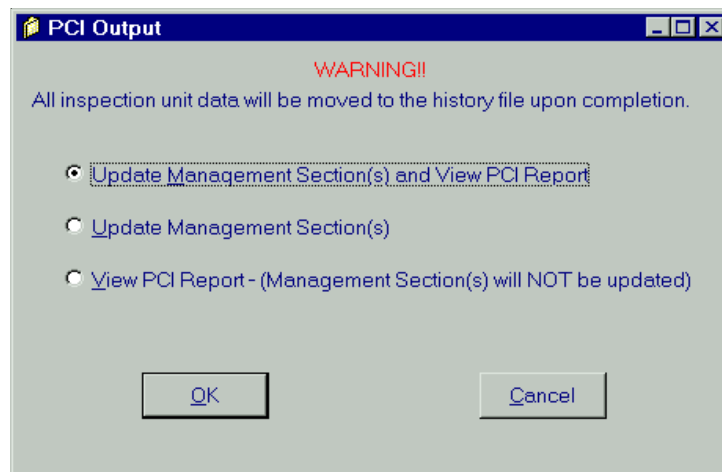 PCI Output
WARNING!!
All inspection unit data will be moved to the history file upon completion.
Update Management Section(s) and View PCI Report
Update Management Section(s)
View PCI Report - (Management Section(s) will NOT be updated)
OK
Cancel